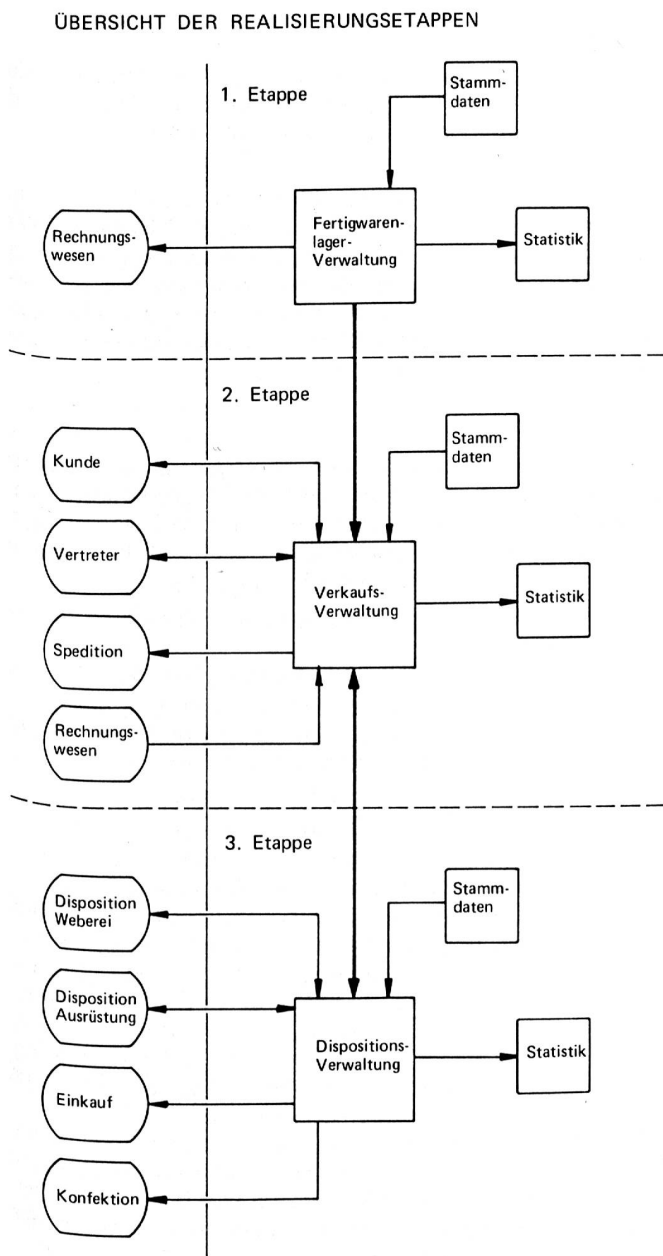 ÜBERSICHT DER REALISIERUNGSETAPPEN
1. Etappe
Stamm-
daten
Rechnungs-
wesen
Fertigwaren-
lager-
Verwaltung
Statistik
2. Etappe
Stamm-
daten
Kunde
Vertreter
Verkaufs-
Verwaltung
Statistik
Spedition
Rechnungs-
wesen
3. Etappe
Stamm-
daten
Disposition
Weberei
Disposition
Ausrüstung
Dispositions-
Verwaltung
Statistik
Einkauf
Konfektion